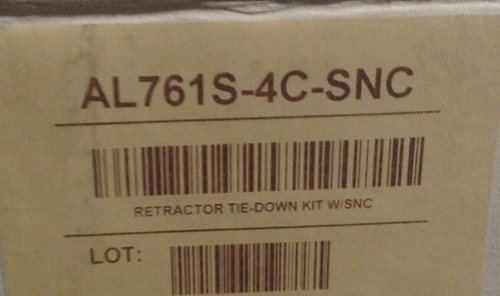 AL761S-4C-SNC
RETRACTOR TIE-DOWN KIT W/SNC
LOT: